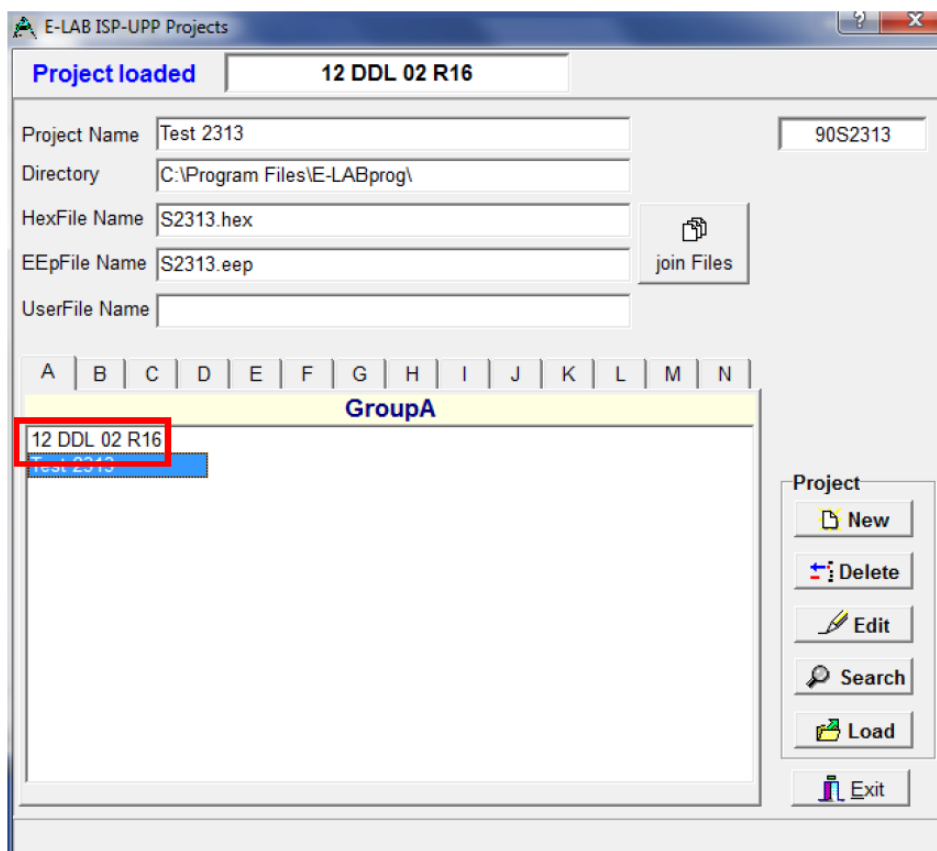 E-LAB ISP-UPP Projects
Project loaded 12 DDL 02 R16
Project Name Test 2313 90S2313
Directory C:\Program Files\E-LABprog\
HexFile Name S2313.hex
EEpFile Name S2313.eep
join Files
UserFile Name
A B C D E F G H I J K L M N
GroupA
12 DDL 02 R16
Test 2313
Project
New
Delete
Edit
Search
Load
Exit